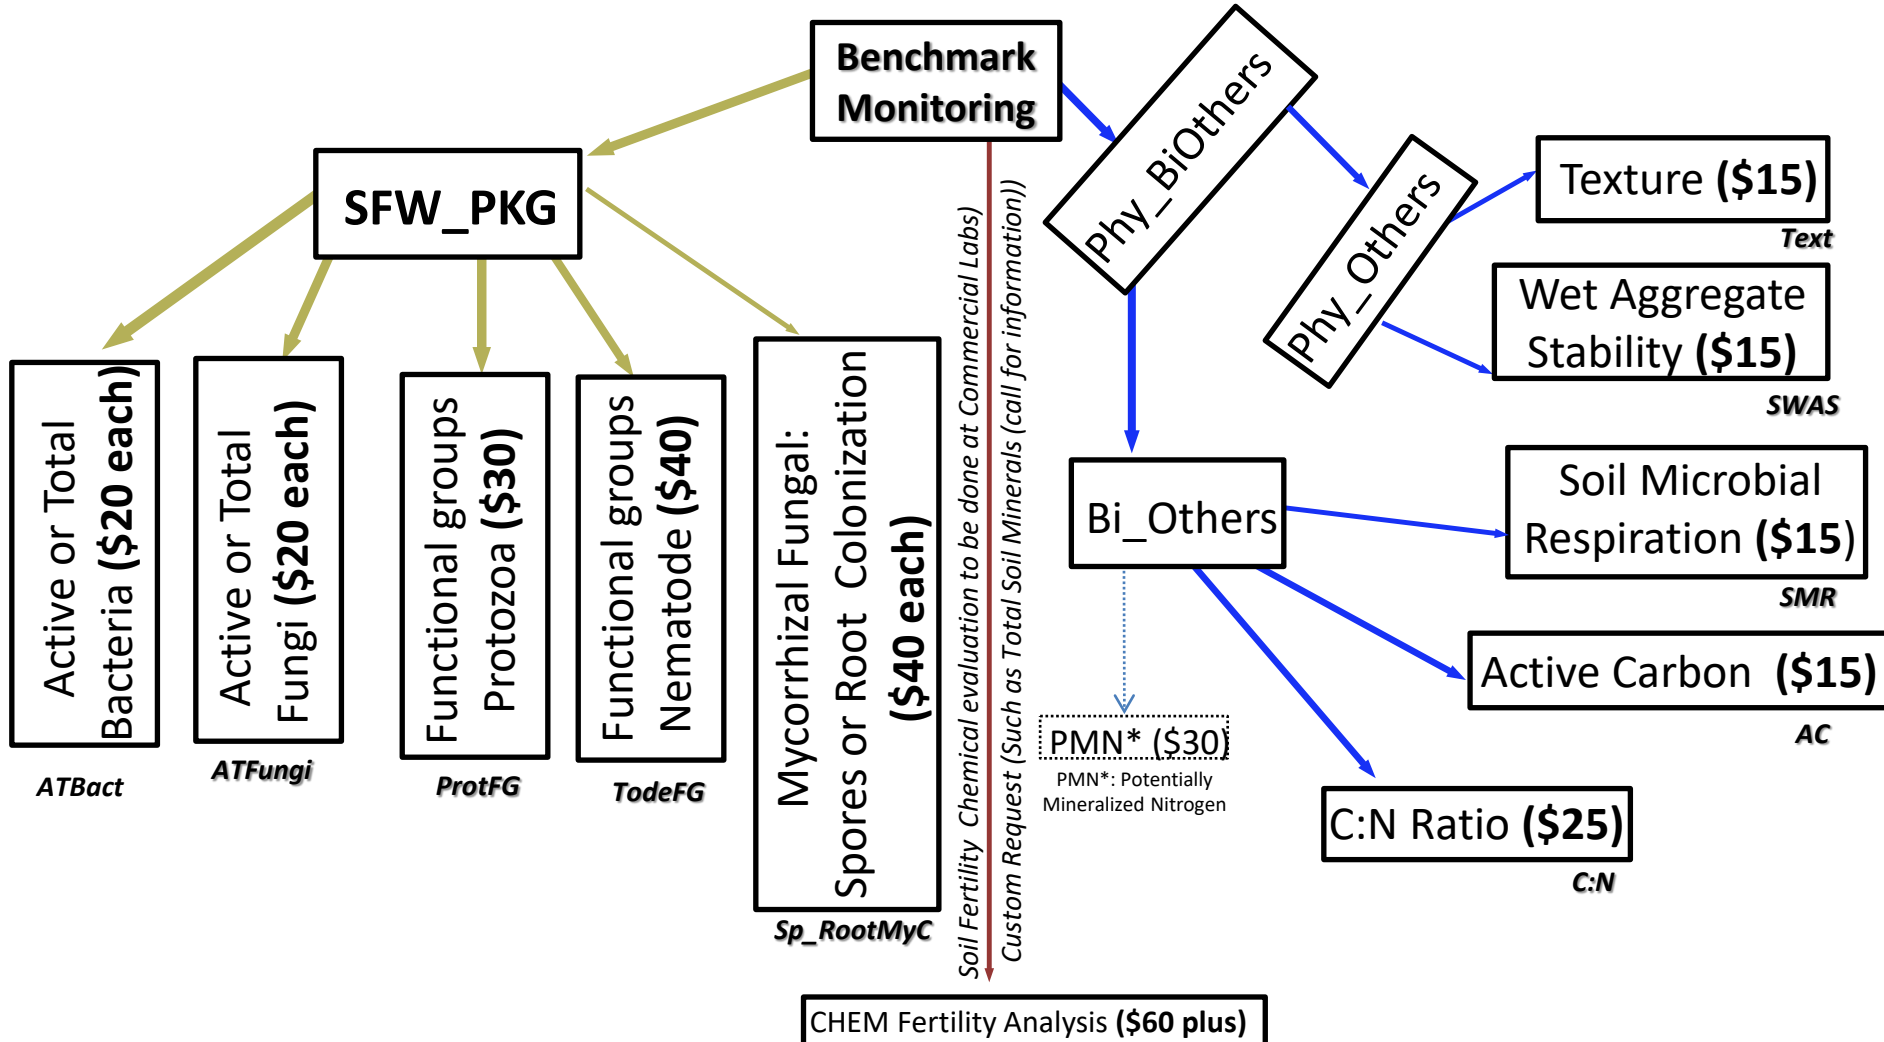 Benchmark
Monitoring
SFW_PKG
Phy_BiOthers
Phy_Others
Texture ($15)
Text
Wet Aggregate
Stability ($15)
SWAS
Bi_Others
Soil Microbial
Respiration ($15)
SMR
Active Carbon ($15)
AC
C:N Ratio ($25)
C:N
PMN* ($30)
PMN*: Potentially
Mineralized Nitrogen
Active or Total
Bacteria ($20 each)
ATBact
Active or Total
Fungi ($20 each)
ATFungi
Functional groups
Protozoa ($30)
ProtFG
Functional groups
Nematode ($40)
TodeFG
Mycorrhizal Fungal:
Spores or Root Colonization
($40 each)
Sp_RootMyC
Soil Fertility Chemical evaluation to be done at Commercial Labs)
Custom Request (Such as Total Soil Minerals (call for information))
CHEM Fertility Analysis ($60 plus)